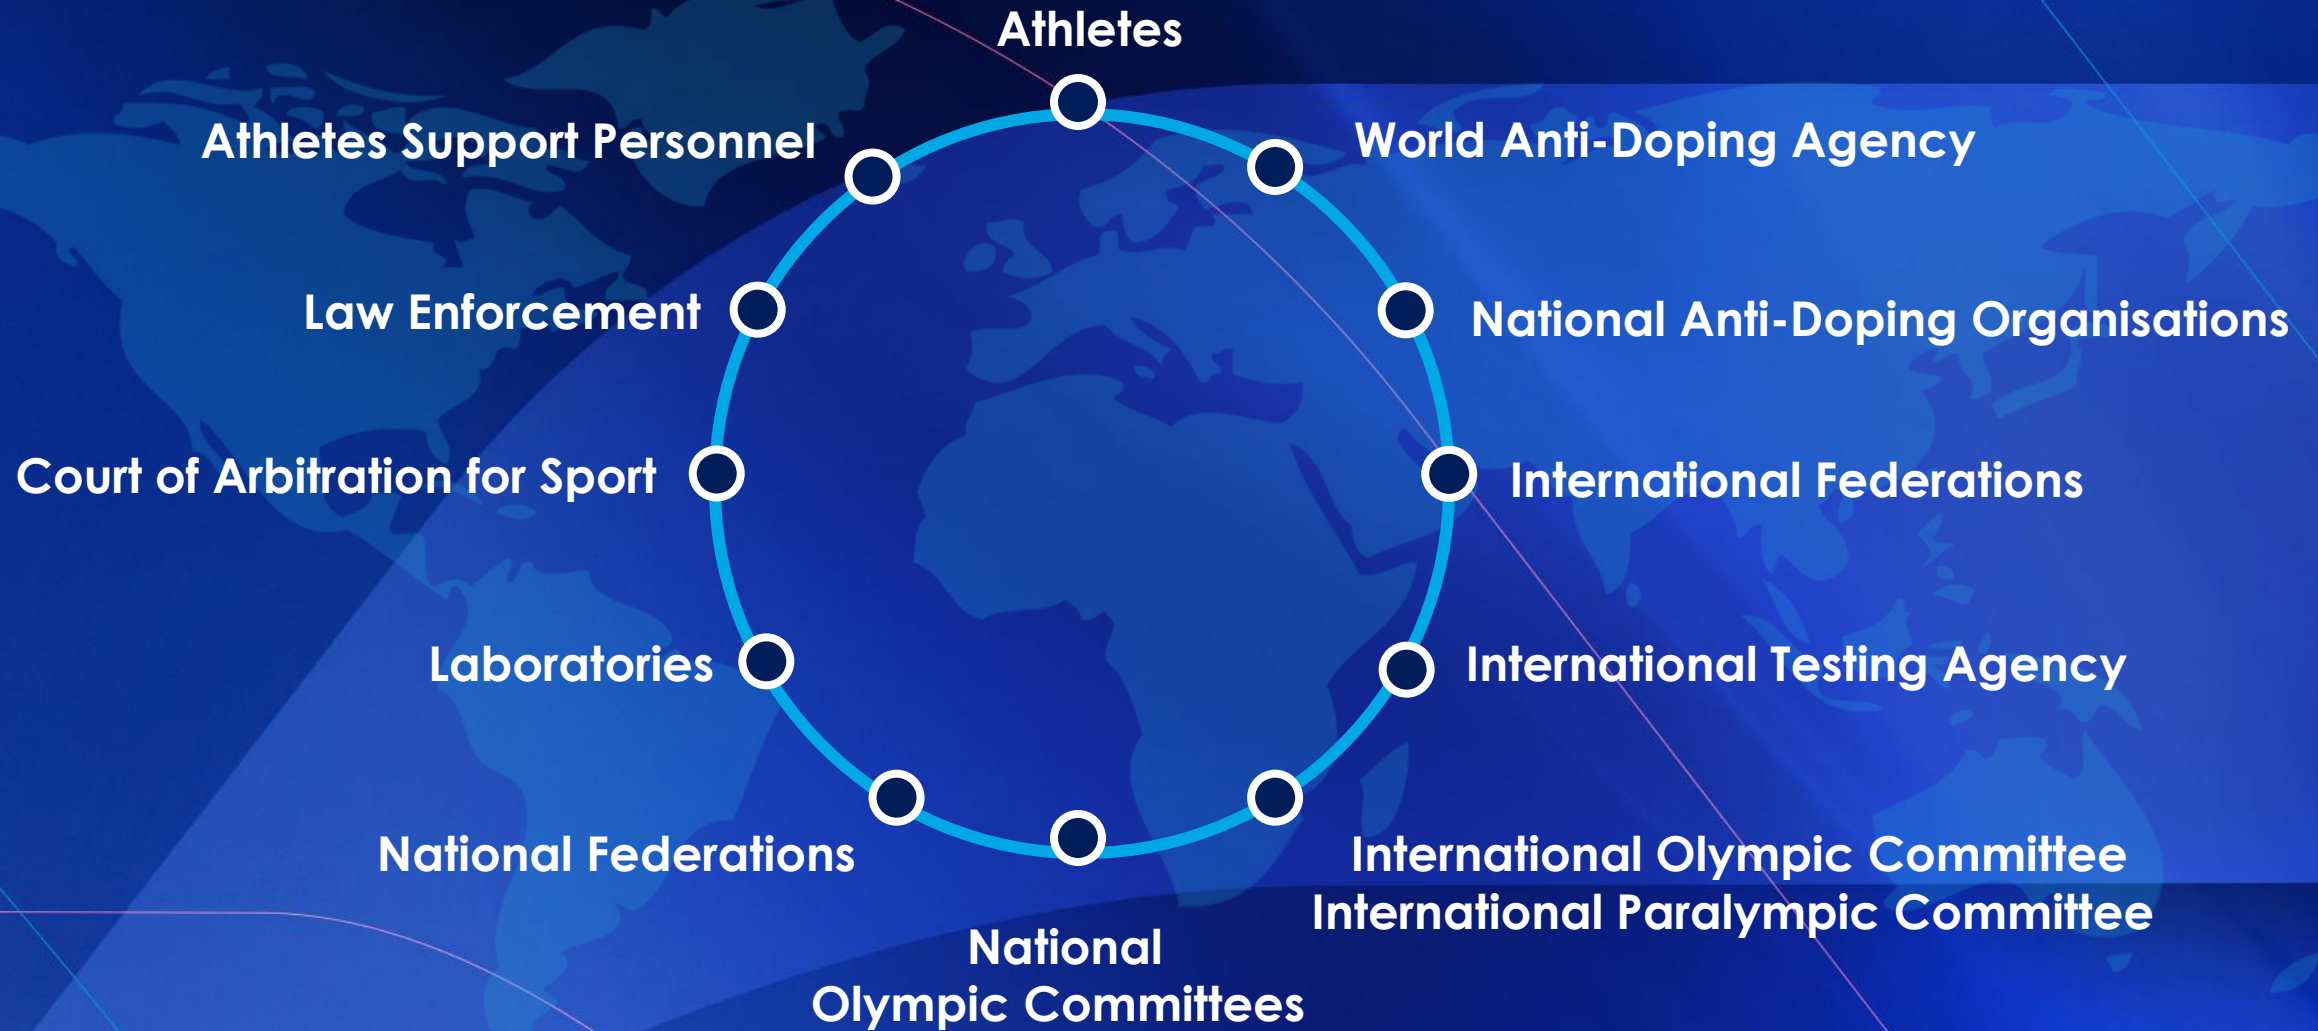 Athletes
World Anti-Doping Agency
National Anti-Doping Organisations
International Federations
International Testing Agency
International Olympic Committee
International Paralympic Committee
National
Olympic Committees
National Federations
Laboratories
Court of Arbitration for Sport
Law Enforcement
Athletes Support Personnel